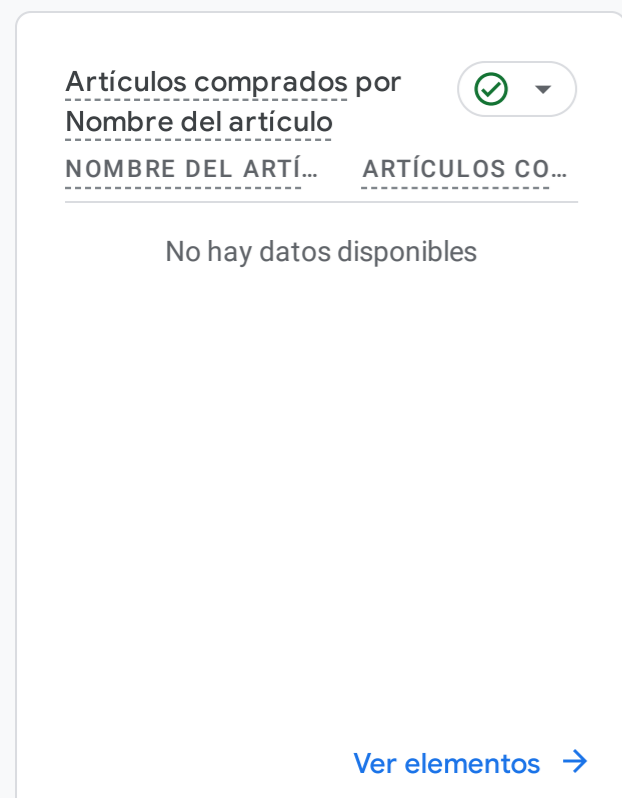 Artículos comprados por
Nombre del artículo
NOMBRE DEL ARTÍ…
ARTÍCULOS CO…
No hay datos disponibles
Ver elementos